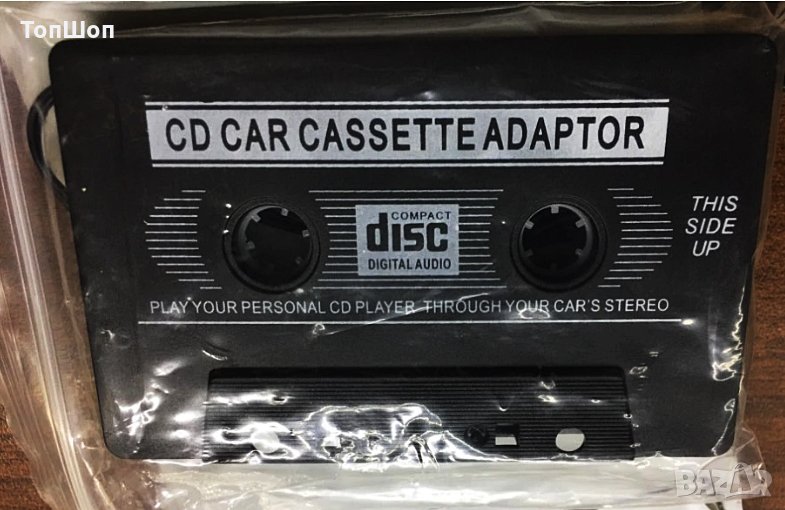 ТопШоп
CD CAR CASSETTE ADAPTOR
COMPACT
disc
DIGITAL AUDIO
THIS
SIDE
UP
PLAY YOUR PERSONAL CD PLAYER THROUGH YOUR CAR'S STEREO
BAZAR